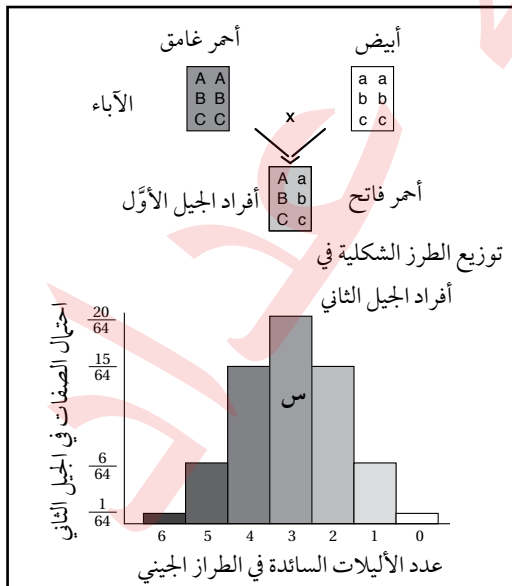 أحمر غامق
أبيض
الآباء
A A
B B
C C
x
a a
b b
c c
أفراد الجيل الأوَّل
A a
B b
C c
أحمر فاتح
توزيع الطرز الشكلية في
أفراد الجيل الثاني
احتمال الصفات في الجيل الثاني
20/64
15/64
6/64
1/64
س
6 5 4 3 2 1 0
عدد الأليلات السائدة في الطراز الجيني